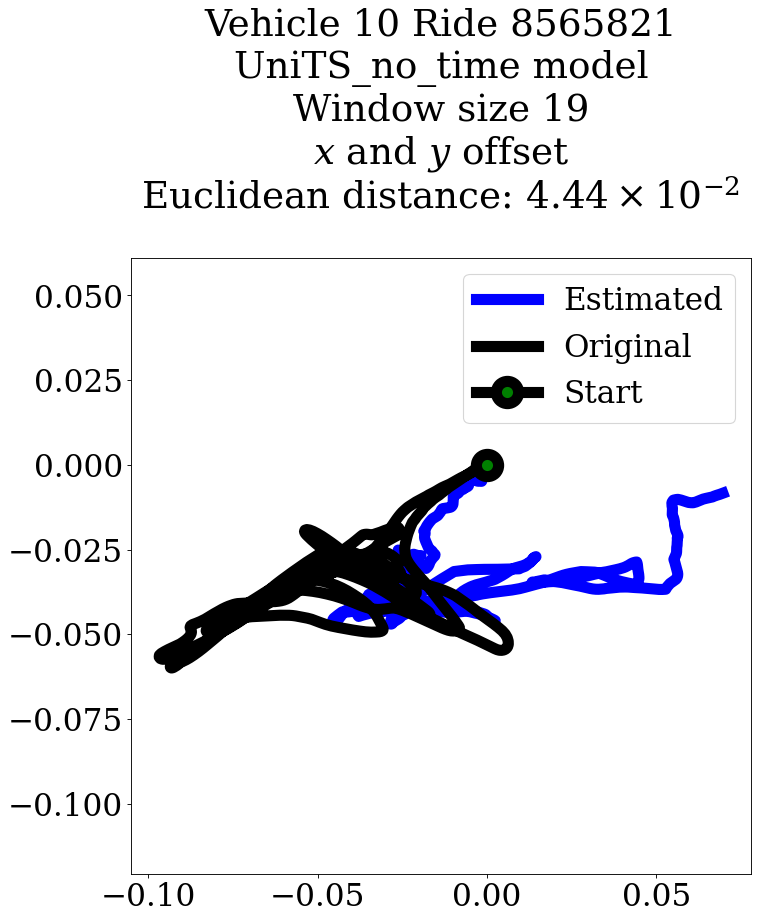 Vehicle 10 Ride 8565821
UniTS_no_time model
Window size 19
x and y offset
Euclidean distance: 4.44 × 10⁻²
Estimated
Original
Start
0.050
0.025
0.000
−0.025
−0.050
−0.075
−0.100
−0.10 −0.05 0.00 0.05